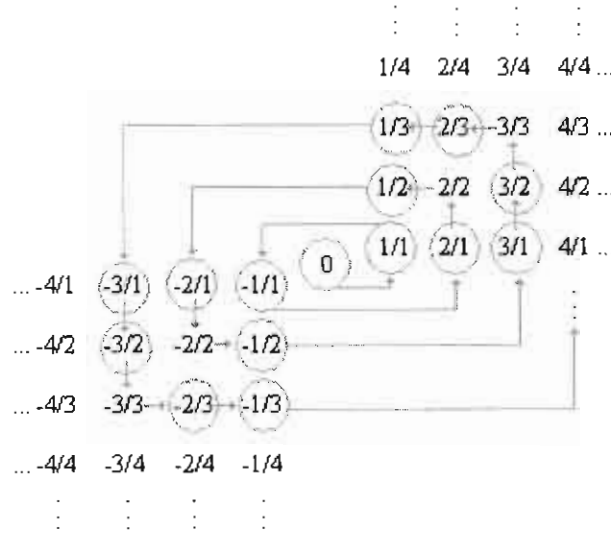 ⋮ ⋮ ⋮ ⋮
1/4 2/4 3/4 4/4 ...
1/3 2/3 3/3 4/3 ...
1/2 2/2 3/2 4/2 ...
1/1 2/1 3/1 4/1 ...
0
... -4/1 -3/1 -2/1 -1/1 ⋮
... -4/2 -3/2 -2/2 -1/2
... -4/3 -3/3 -2/3 -1/3
... -4/4 -3/4 -2/4 -1/4
⋮ ⋮ ⋮ ⋮